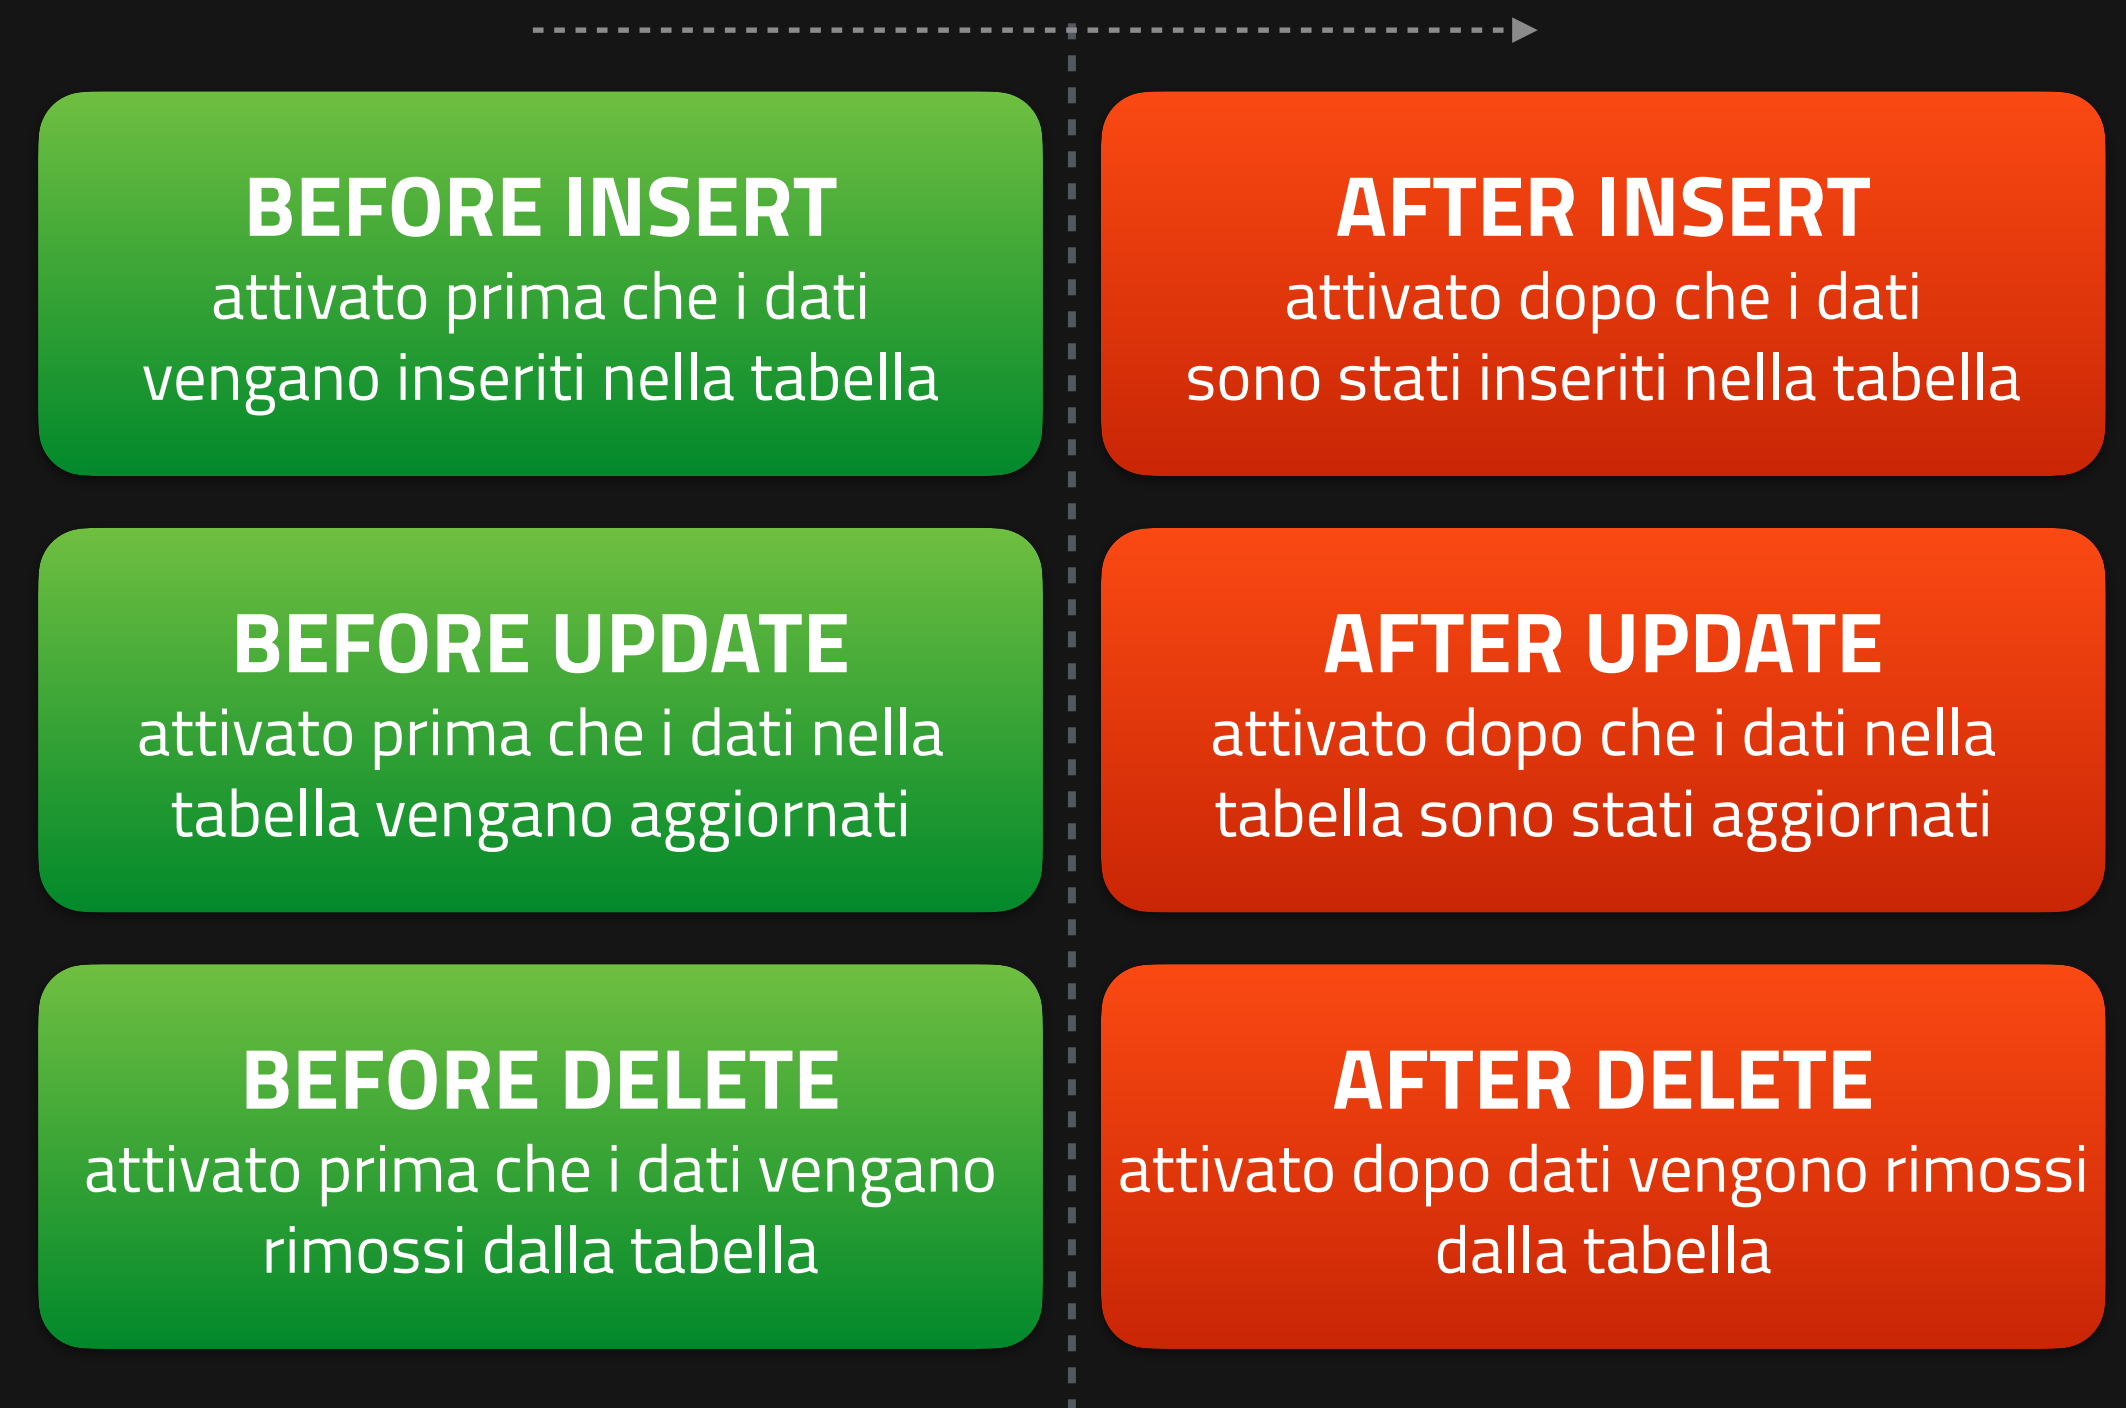 BEFORE INSERT
attivato prima che i dati
vengano inseriti nella tabella
AFTER INSERT
attivato dopo che i dati
sono stati inseriti nella tabella
BEFORE UPDATE
attivato prima che i dati nella
tabella vengano aggiornati
AFTER UPDATE
attivato dopo che i dati nella
tabella sono stati aggiornati
BEFORE DELETE
attivato prima che i dati vengano
rimossi dalla tabella
AFTER DELETE
attivato dopo dati vengono rimossi
dalla tabella